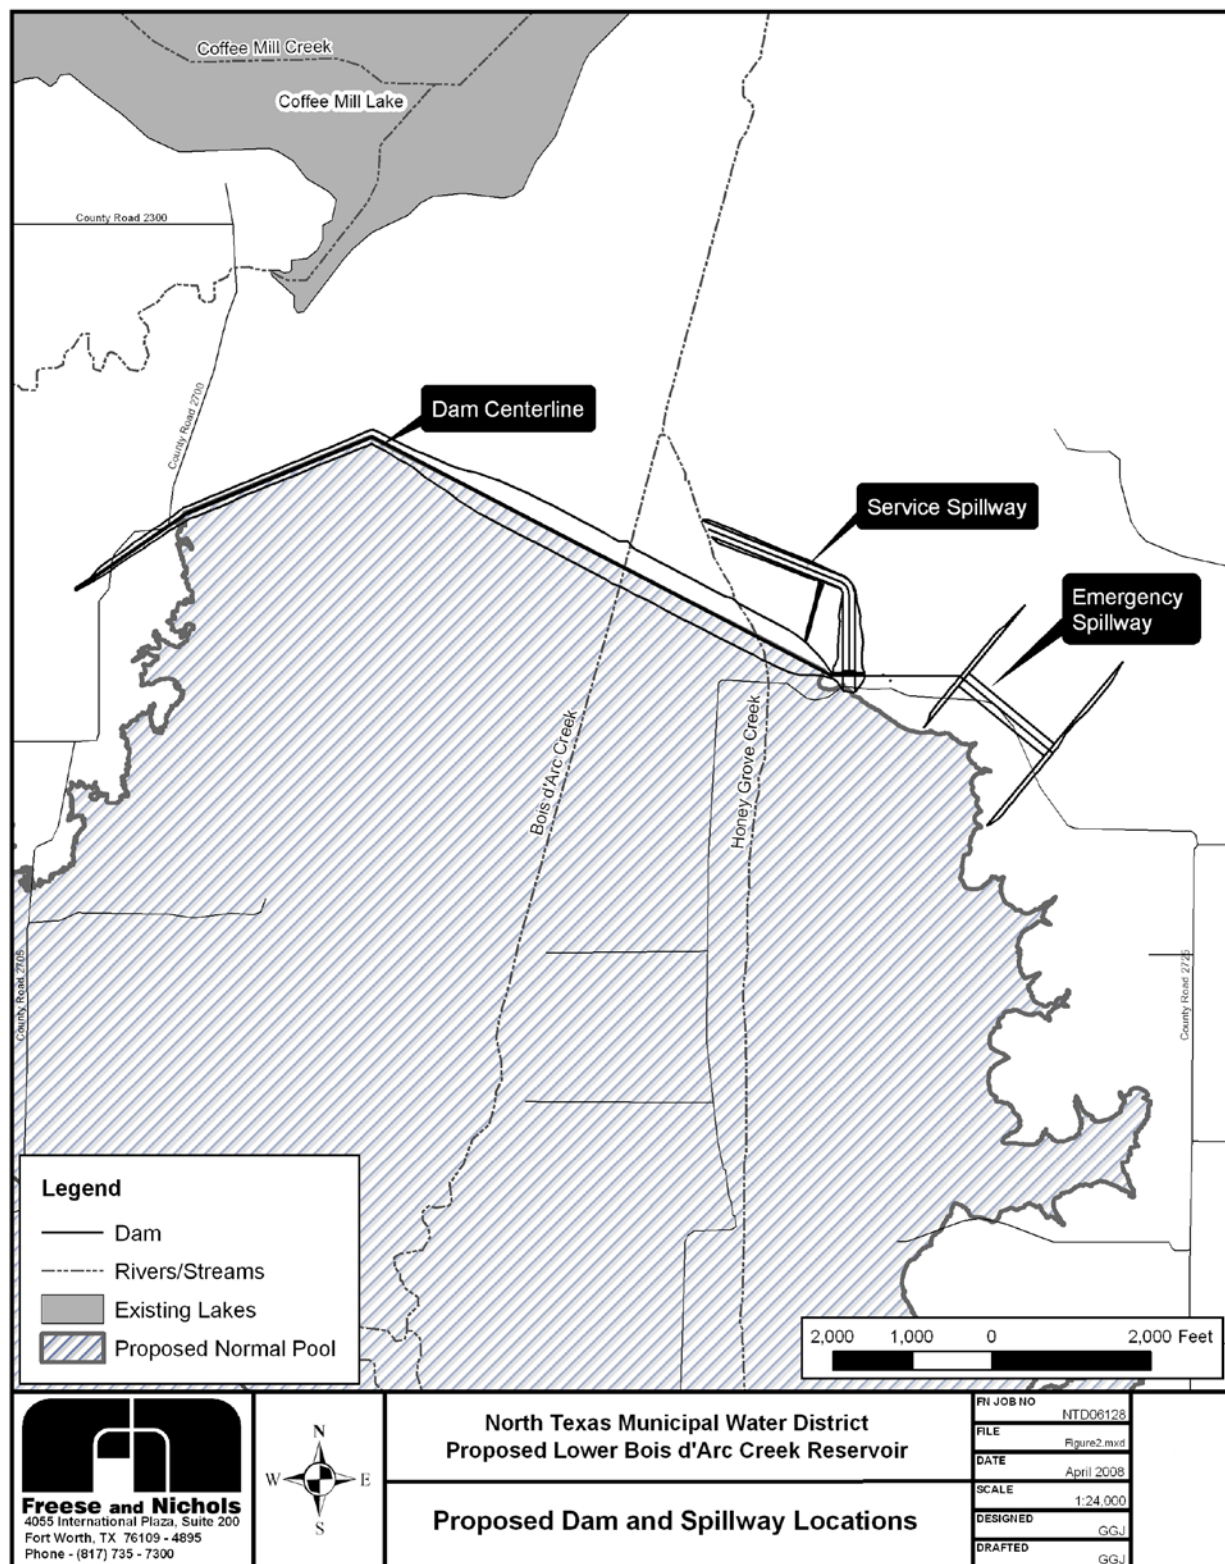 Coffee Mill Creek
Coffee Mill Lake
County Road 2300
County Road 2700
Dam Centerline
Service Spillway
Emergency
Spillway
Bois d'Arc Creek
Honey Grove Creek
County Road 2705
County Road 2725
Legend
Dam
Rivers/Streams
Existing Lakes
Proposed Normal Pool
2,000 1,000 0 2,000 Feet
Freese and Nichols
4055 International Plaza, Suite 200
Fort Worth, TX 76109 - 4895
Phone - (817) 735 - 7300
N
W E
S
North Texas Municipal Water District
Proposed Lower Bois d'Arc Creek Reservoir
Proposed Dam and Spillway Locations
FN JOB NO
NTD06128
FILE
Figure2.mxd
DATE
April 2008
SCALE
1:24,000
DESIGNED
GGJ
DRAFTED
GGJ